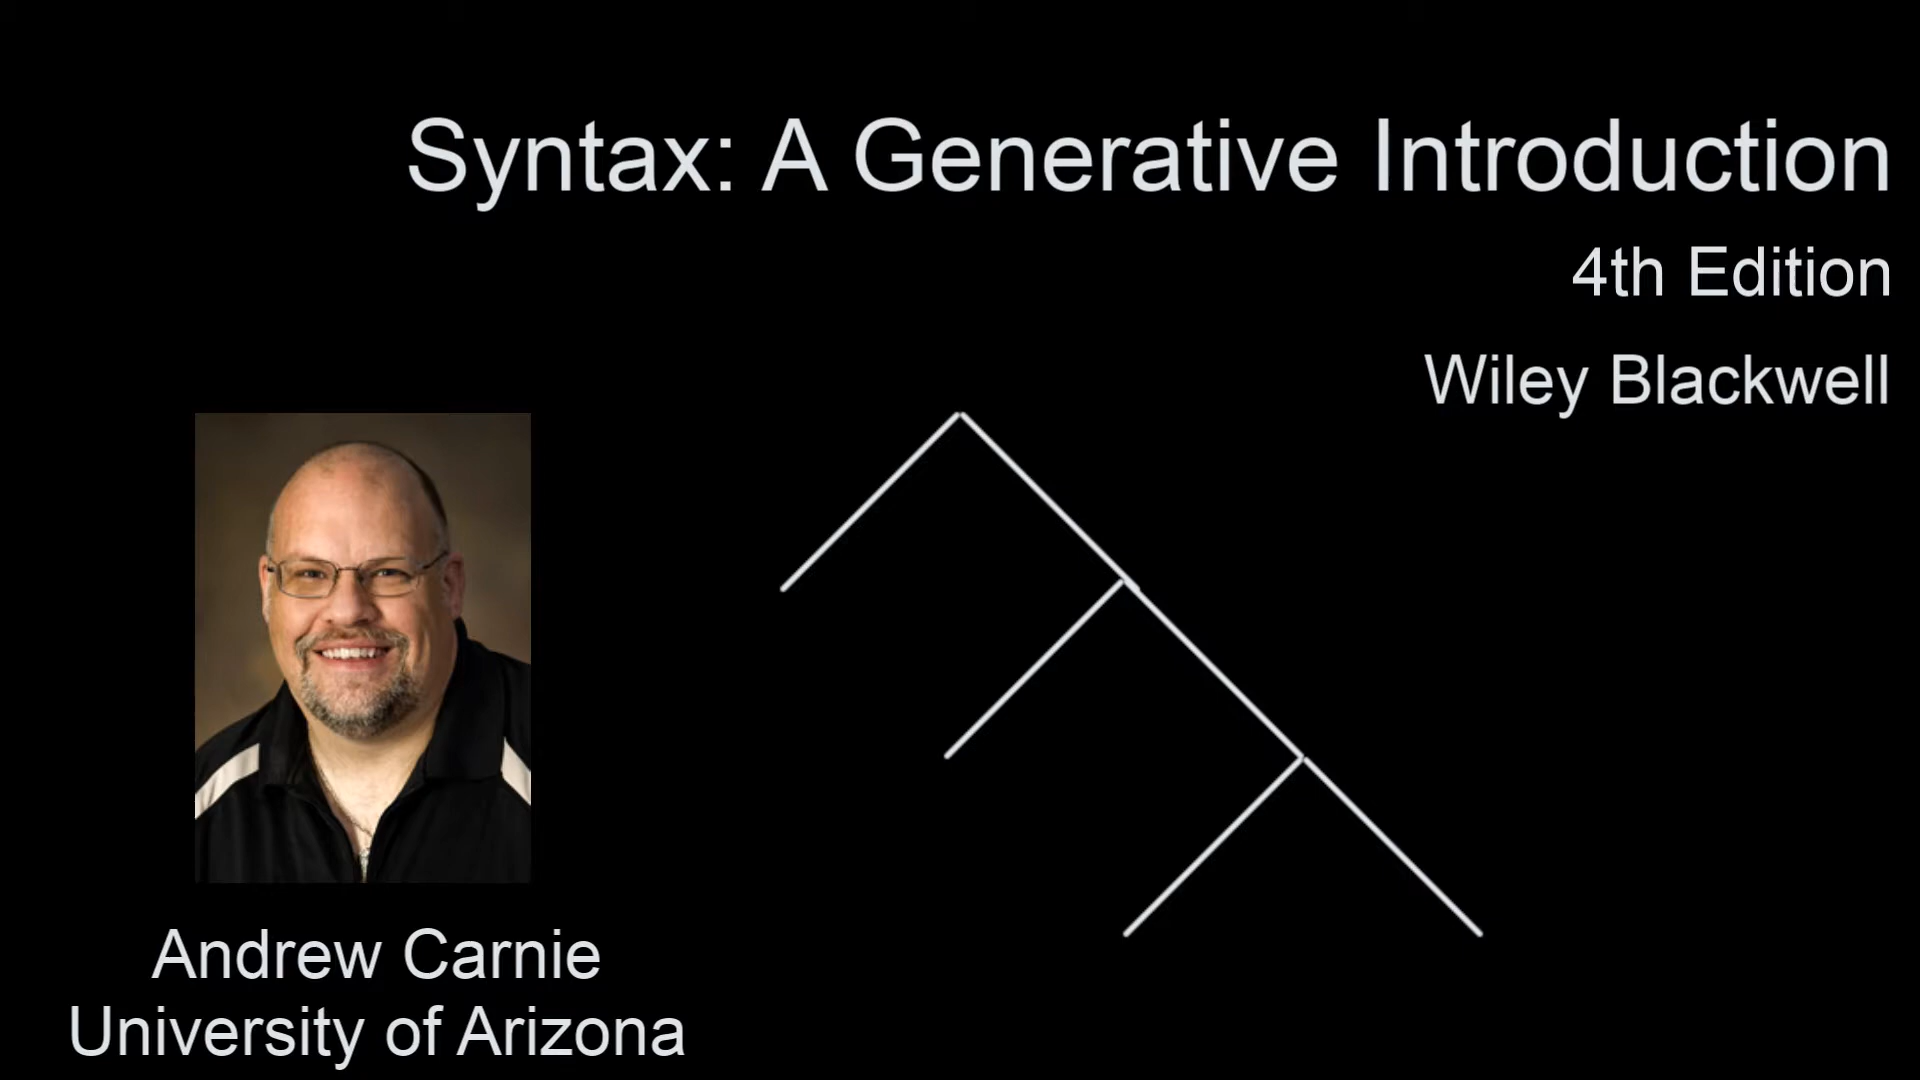 Syntax: A Generative Introduction
4th Edition
Wiley Blackwell
Andrew Carnie
University of Arizona